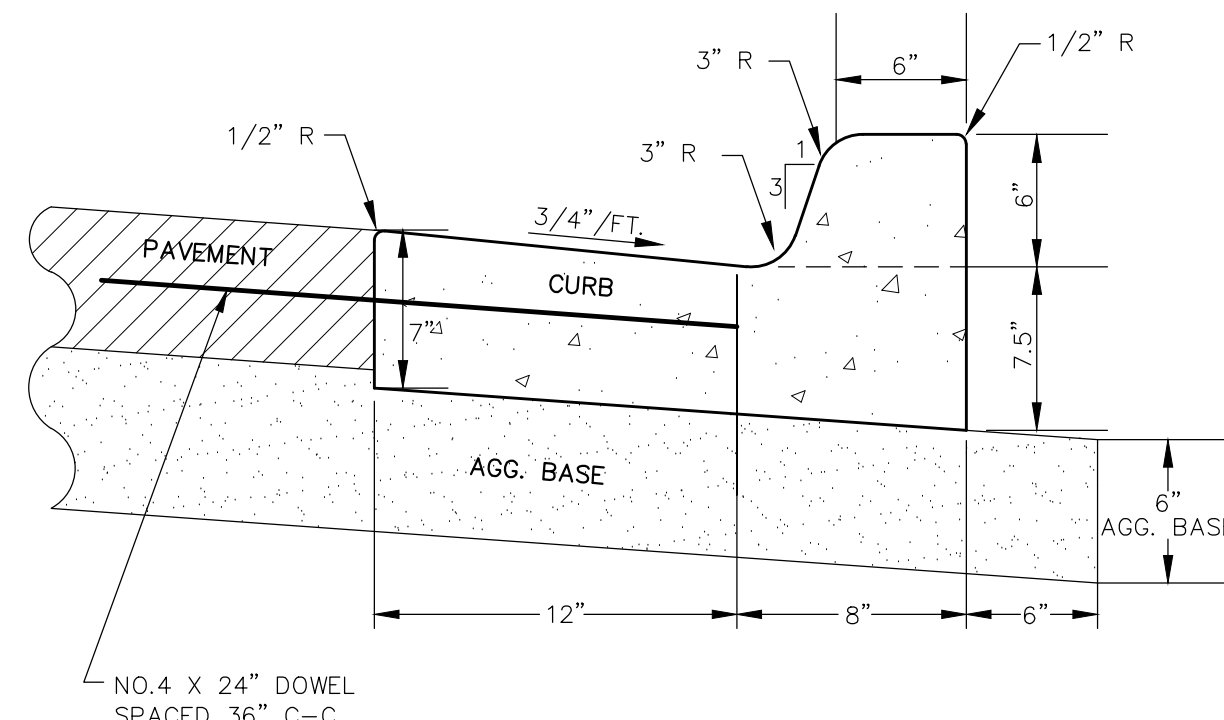 1/2” R
3” R
6”
1/2” R
3” R
1
3
6”
3/4”/FT.
PAVEMENT
CURB
7”
7.5”
AGG. BASE
6”
AGG. BASE
12”
8”
6”
NO.4 X 24” DOWEL
SPACED 36” C-C